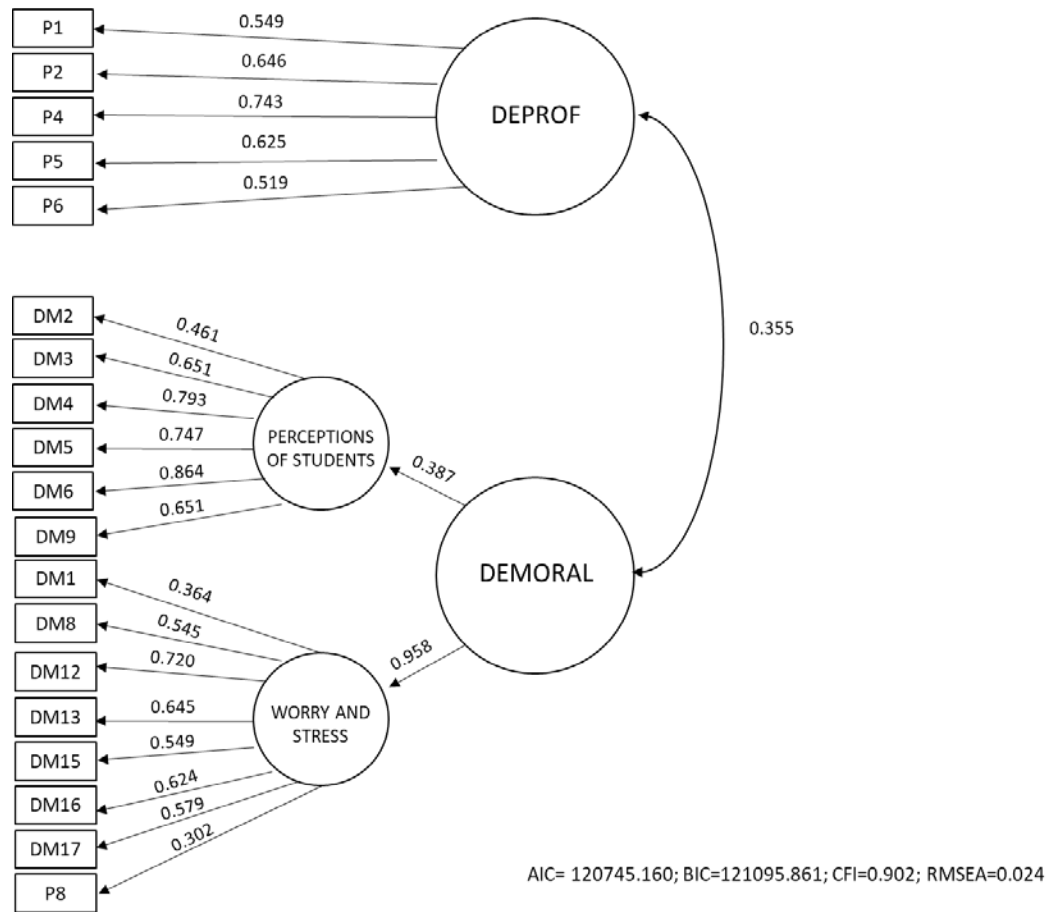 P1
0.549
P2
0.646
DEPROF
P4
0.743
P5
0.625
P6
0.519
0.355
DM2
0.461
DM3
0.651
DM4
0.793
PERCEPTIONS
OF STUDENTS
DM5
0.747
DM6
0.864
DM9
0.651
0.387
DEMORAL
0.958
DM1
0.364
DM8
0.545
DM12
0.720
WORRY AND
STRESS
DM13
0.645
DM15
0.549
DM16
0.624
DM17
0.579
P8
0.302
AIC= 120745.160; BIC=121095.861; CFI=0.902; RMSEA=0.024